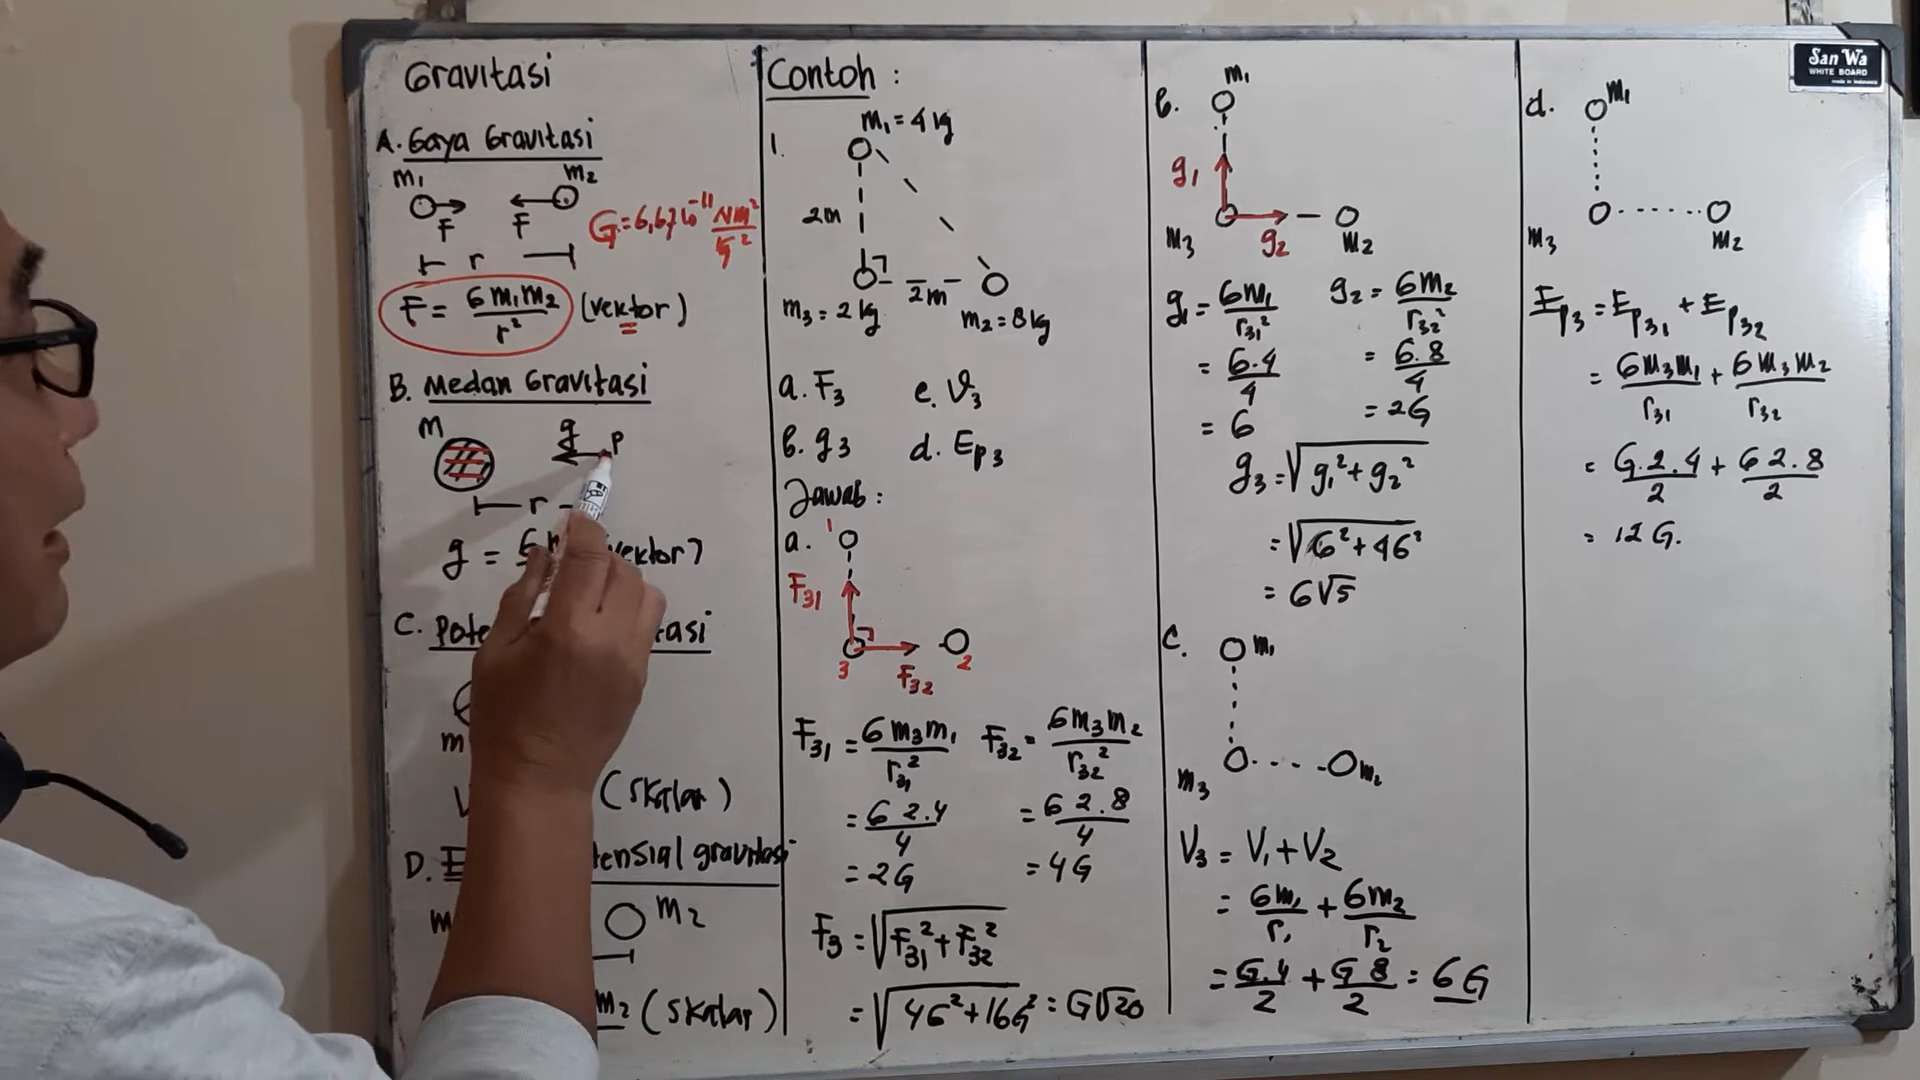 Gravitasi
A. Gaya Gravitasi
m₁ m₂
F F
r
G = 6,67 10⁻¹¹ Nm²/kg²
F = G m₁ m₂ / r² (vektor)
B. Medan Gravitasi
M g P
r
g = G (vektor)
C.
m
V (Skalar)
D.
m m₂
m₂ (Skalar)
Contoh :
1. m₁ = 4 kg
2m
2m
m₃ = 2 kg m₂ = 8 kg
a. F₃ c. V₃
b. g₃ d. Ep₃
Jawab :
a. 1
F₃₁
3 F₃₂ 2
F₃₁ = G m₃ m₁ / r₃₁² F₃₂ = G m₃ m₂ / r₃₂²
= G 2.4 / 4 = G 2.8 / 4
= 2G = 4G
F₃ = √(F₃₁² + F₃₂²)
= √(4G² + 16G²) = G√20
b. m₁
g₁
m₃ g₂ m₂
g₁ = G m₁ / r₃₁² g₂ = G m₂ / r₃₂²
= G.4 / 4 = G.8 / 4
= G = 2G
g₃ = √(g₁² + g₂²)
= √(G² + 4G²)
= G√5
c. m₁
m₃ m₂
V₃ = V₁ + V₂
= G m₁ / r₁ + G m₂ / r₂
= G.4 / 2 + G 8 / 2 = 6G
San Wa
WHITE BOARD
made in Indonesia
d. m₁
m₃ m₂
Ep₃ = Ep₃₁ + Ep₃₂
= G m₃ m₁ / r₃₁ + G m₃ m₂ / r₃₂
= G.2.4 / 2 + G 2.8 / 2
= 12 G.